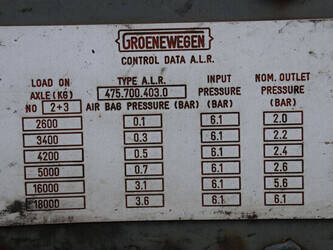 GROENEWEGEN
CONTROL DATA A.L.R.
LOAD ON AXLE (KG) TYPE A.L.R. INPUT PRESSURE (BAR) NOM. OUTLET PRESSURE (BAR)
NO 2+3 475.700.403.0
AIR BAG PRESSURE (BAR)
2600 0.1 6.1 2.0
3400 0.3 6.1 2.2
4200 0.5 6.1 2.4
5000 0.7 6.1 2.6
16000 3.1 6.1 5.6
18000 3.6 6.1 6.1